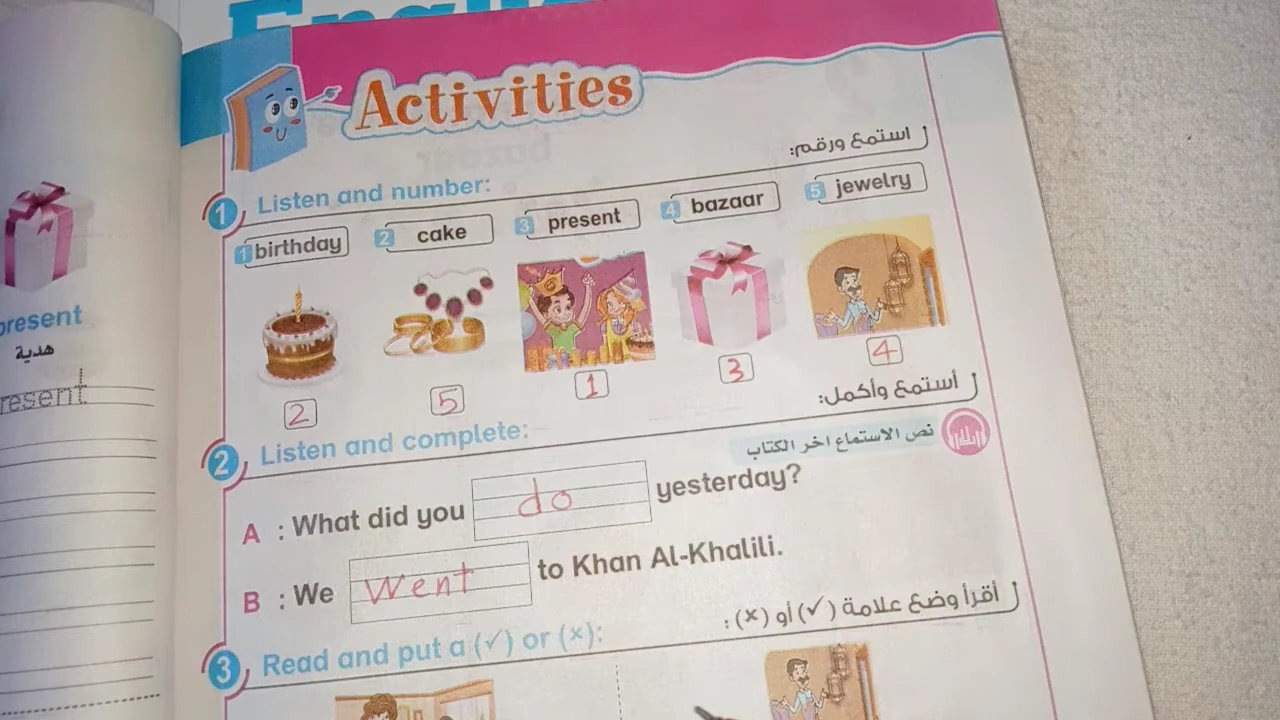 Activities
استمع ورقم:
1 Listen and number:
1 birthday 2 cake 3 present 4 bazaar 5 jewelry
2 5 1 3 4
أستمع وأكمل:
2 Listen and complete:
نص الاستماع اخر الكتاب
A : What did you do yesterday?
B : We went to Khan Al-Khalili.
أقرأ وضع علامة (✓) أو (×):
3 Read and put a (✓) or (×):
present
هدية
resent